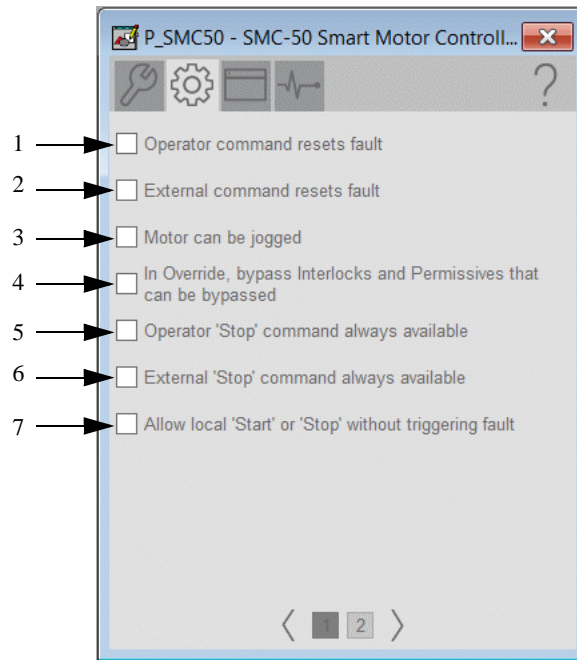 P_SMC50 - SMC-50 Smart Motor Controll...
?
1 Operator command resets fault
2 External command resets fault
3 Motor can be jogged
4 In Override, bypass Interlocks and Permissives that
can be bypassed
5 Operator 'Stop' command always available
6 External 'Stop' command always available
7 Allow local 'Start' or 'Stop' without triggering fault
1 2